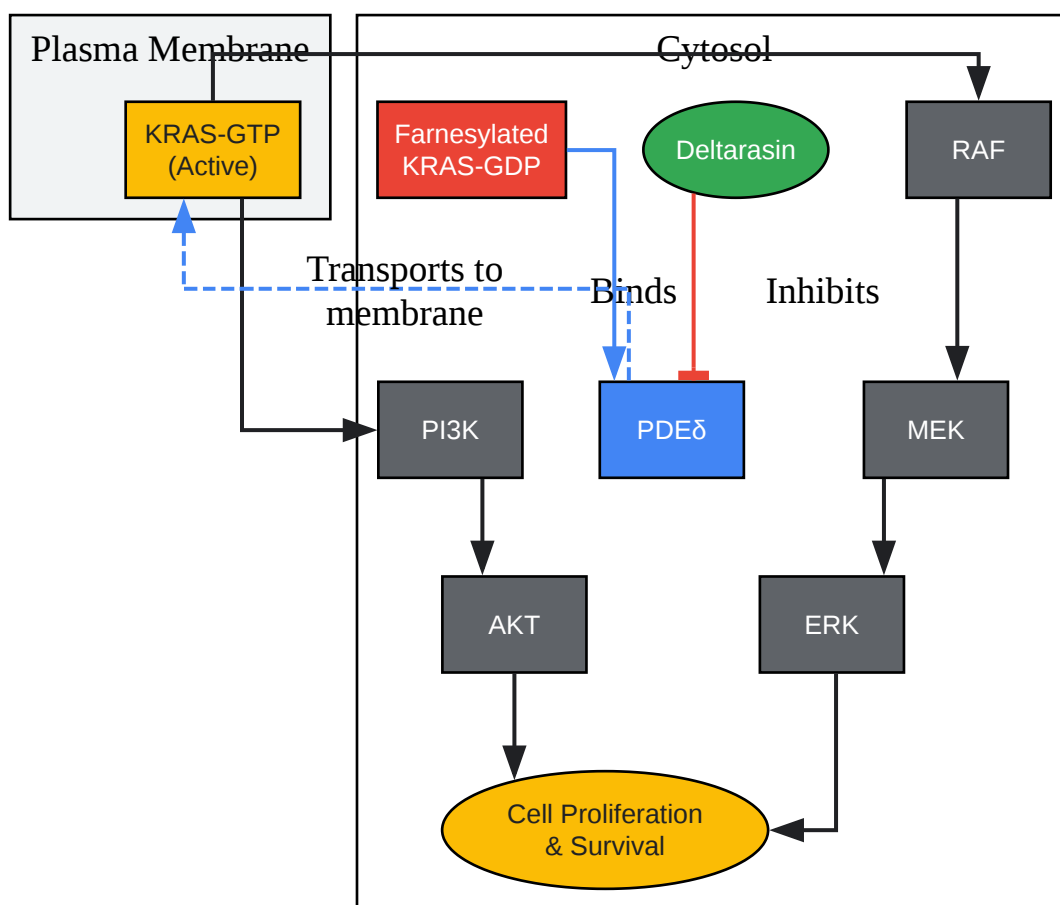 Plasma Membrane
Cytosol
KRAS-GTP
(Active)
Farnesylated
KRAS-GDP
Deltarasin
RAF
Transports to
membrane
Binds
Inhibits
PI3K
PDEδ
MEK
AKT
ERK
Cell Proliferation
& Survival